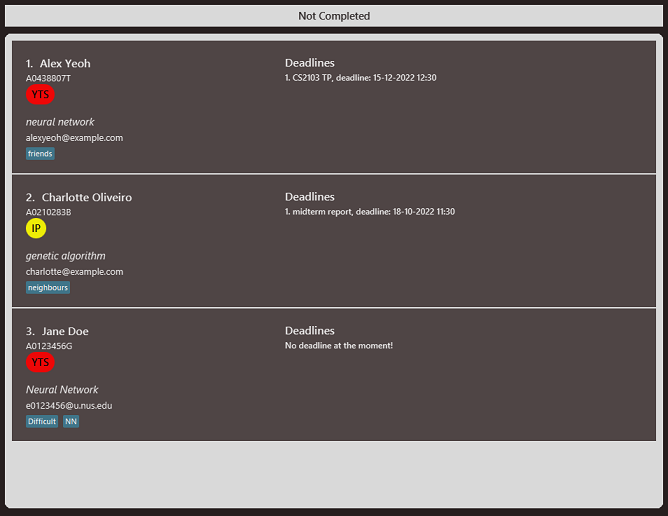 Not Completed
1. Alex Yeoh
A0438807T
YTS
neural network
alexyeoh@example.com
friends
Deadlines
1. CS2103 TP, deadline: 15-12-2022 12:30
2. Charlotte Oliveiro
A0210283B
IP
genetic algorithm
charlotte@example.com
neighbours
Deadlines
1. midterm report, deadline: 18-10-2022 11:30
3. Jane Doe
A0123456G
YTS
Neural Network
e0123456@u.nus.edu
Difficult NN
Deadlines
No deadline at the moment!